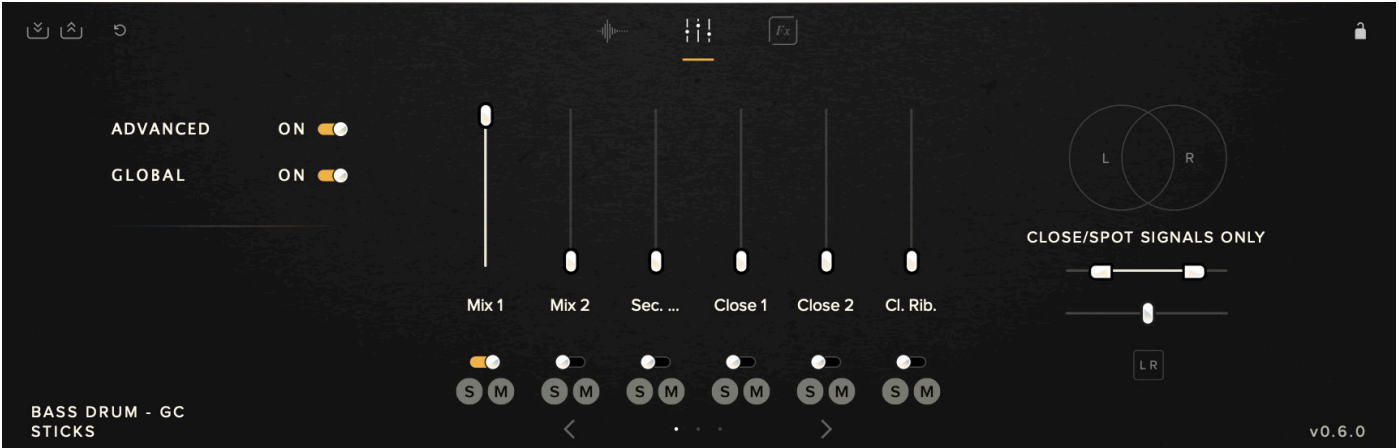 Fx
ADVANCED ON
GLOBAL ON
L R
CLOSE/SPOT SIGNALS ONLY
Mix 1 Mix 2 Sec. ... Close 1 Close 2 Cl. Rib.
L R
S M S M S M S M S M S M
BASS DRUM - GC
STICKS
v0.6.0